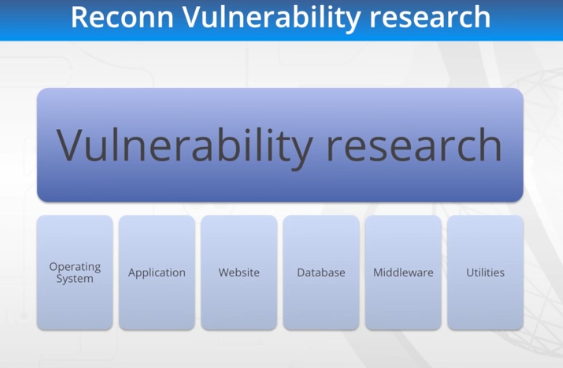 Reconn Vulnerability research
Vulnerability research
Operating
System
Application
Website
Database
Middleware
Utilities